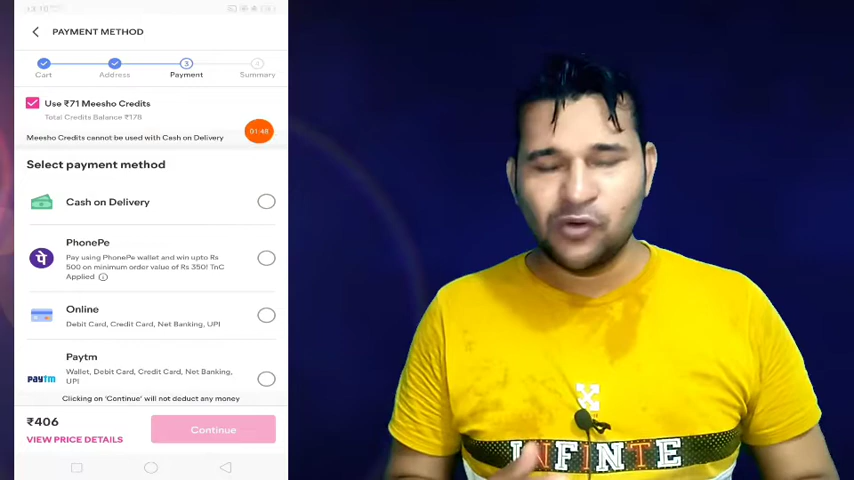 PAYMENT METHOD
3
4
Cart
Address
Payment
Summary
Use ₹71 Meesho Credits
Total Credits Balance ₹178
01:48
Meesho Credits cannot be used with Cash on Delivery
Select payment method
Cash on Delivery
PhonePe
पे
Pay using PhonePe wallet and win upto Rs
500 on minimum order value of Rs 350! TnC
Applied
Online
Debit Card, Credit Card, Net Banking, UPI
Paytm
Wallet, Debit Card, Credit Card, Net Banking,
UPI
paytm
Clicking on 'Continue' will not deduct any money
₹406
VIEW PRICE DETAILS
Continue
INFINITE